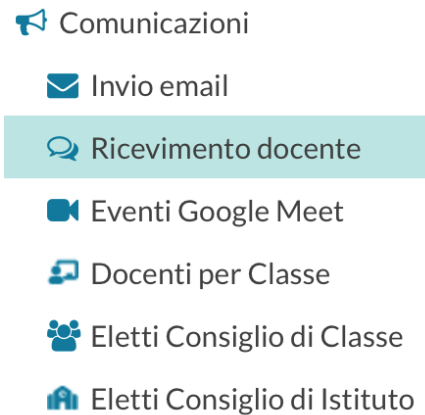 Comunicazioni
Invio email
Ricevimento docente
Eventi Google Meet
Docenti per Classe
Eletti Consiglio di Classe
Eletti Consiglio di Istituto